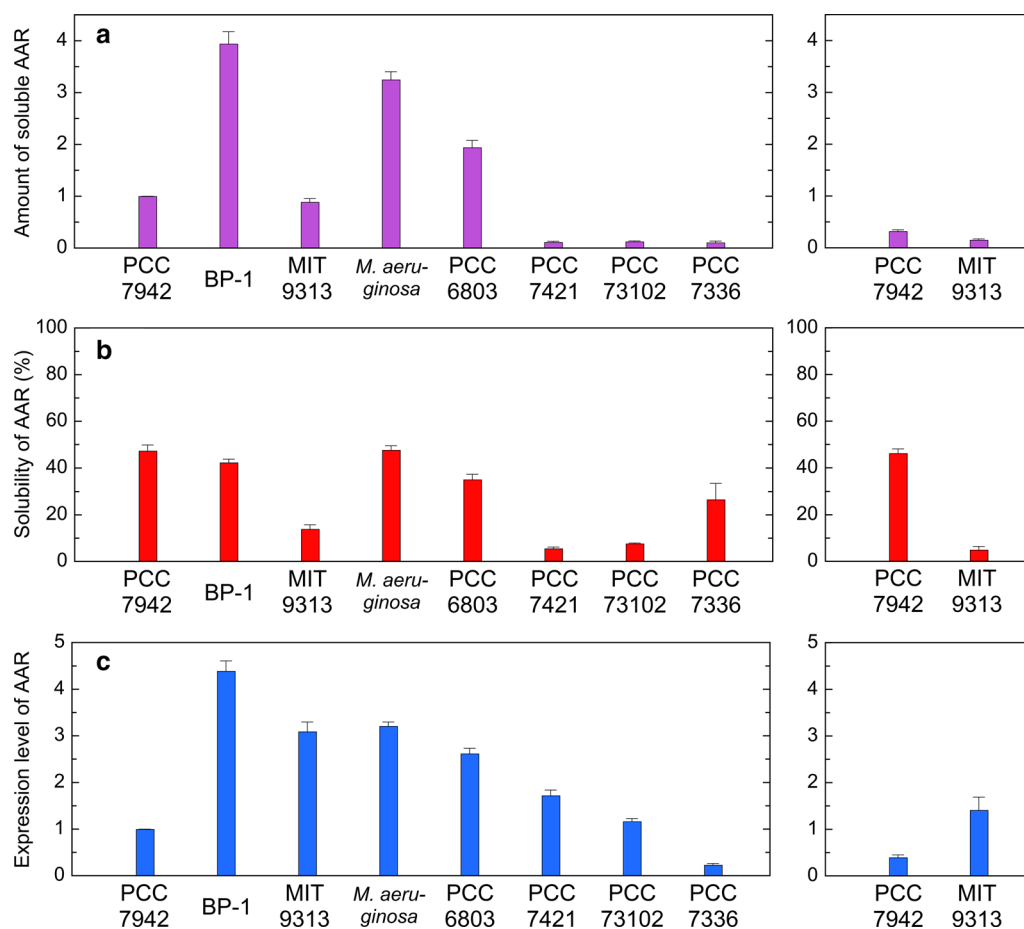 a
Amount of soluble AAR
4
3
2
1
0
PCC
7942
BP-1
MIT
9313
M. aeru-
ginosa
PCC
6803
PCC
7421
PCC
73102
PCC
7336
4
3
2
1
0
PCC
7942
MIT
9313
b
Solubility of AAR (%)
100
80
60
40
20
0
PCC
7942
BP-1
MIT
9313
M. aeru-
ginosa
PCC
6803
PCC
7421
PCC
73102
PCC
7336
100
80
60
40
20
0
PCC
7942
MIT
9313
c
Expression level of AAR
5
4
3
2
1
0
PCC
7942
BP-1
MIT
9313
M. aeru-
ginosa
PCC
6803
PCC
7421
PCC
73102
PCC
7336
5
4
3
2
1
0
PCC
7942
MIT
9313